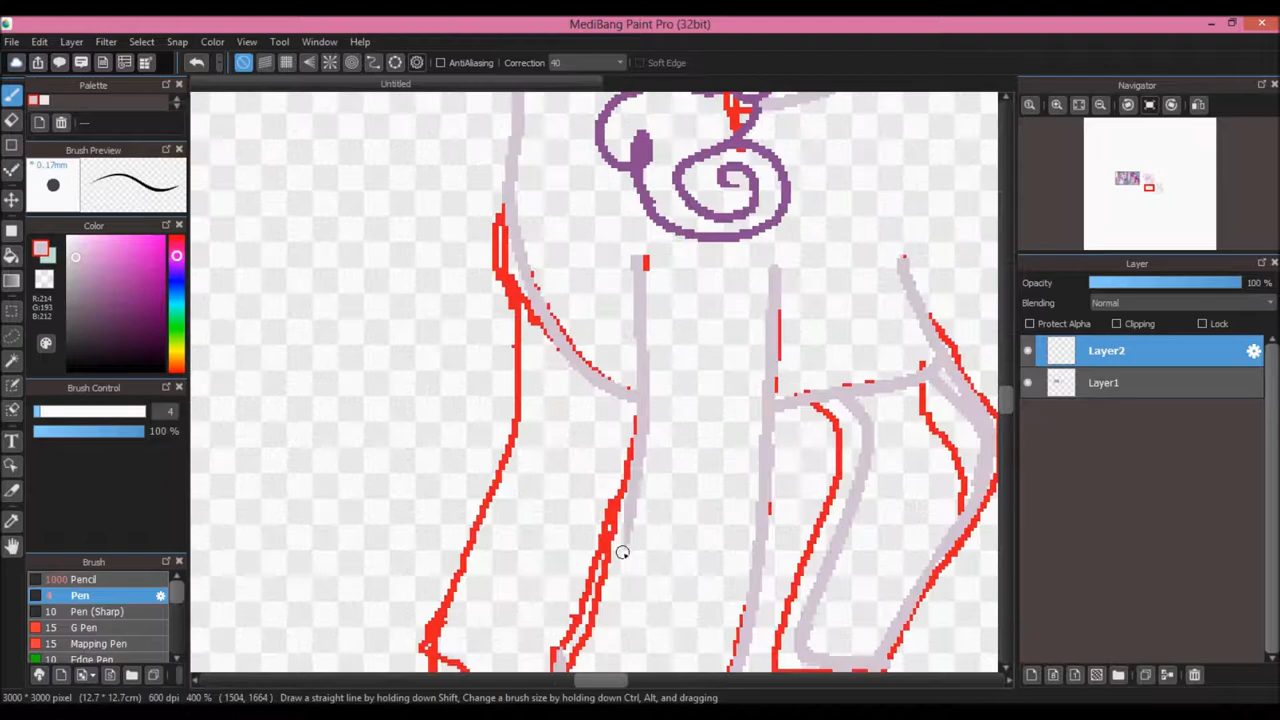 MediBang Paint Pro (32bit)
File Edit Layer Filter Select Snap Color View Tool Window Help
AntiAliasing Correction 40 Soft Edge
Palette
Untitled
Navigator
---
Brush Preview
* 0.17mm
Color
R:214
G:193
B:212
Layer
Opacity 100 %
Blending Normal
Protect Alpha Clipping Lock
Layer2
Layer1
Brush Control
4
100 %
Brush
1000 Pencil
Pen
10 Pen (Sharp)
15 G Pen
15 Mapping Pen
10 Edge Pen
3000 * 3000 pixel (12.7 * 12.7cm) 600 dpi 400 % ( 1504, 1664 ) Draw a straight line by holding down Shift, Change a brush size by holding down Ctrl, Alt, and dragging